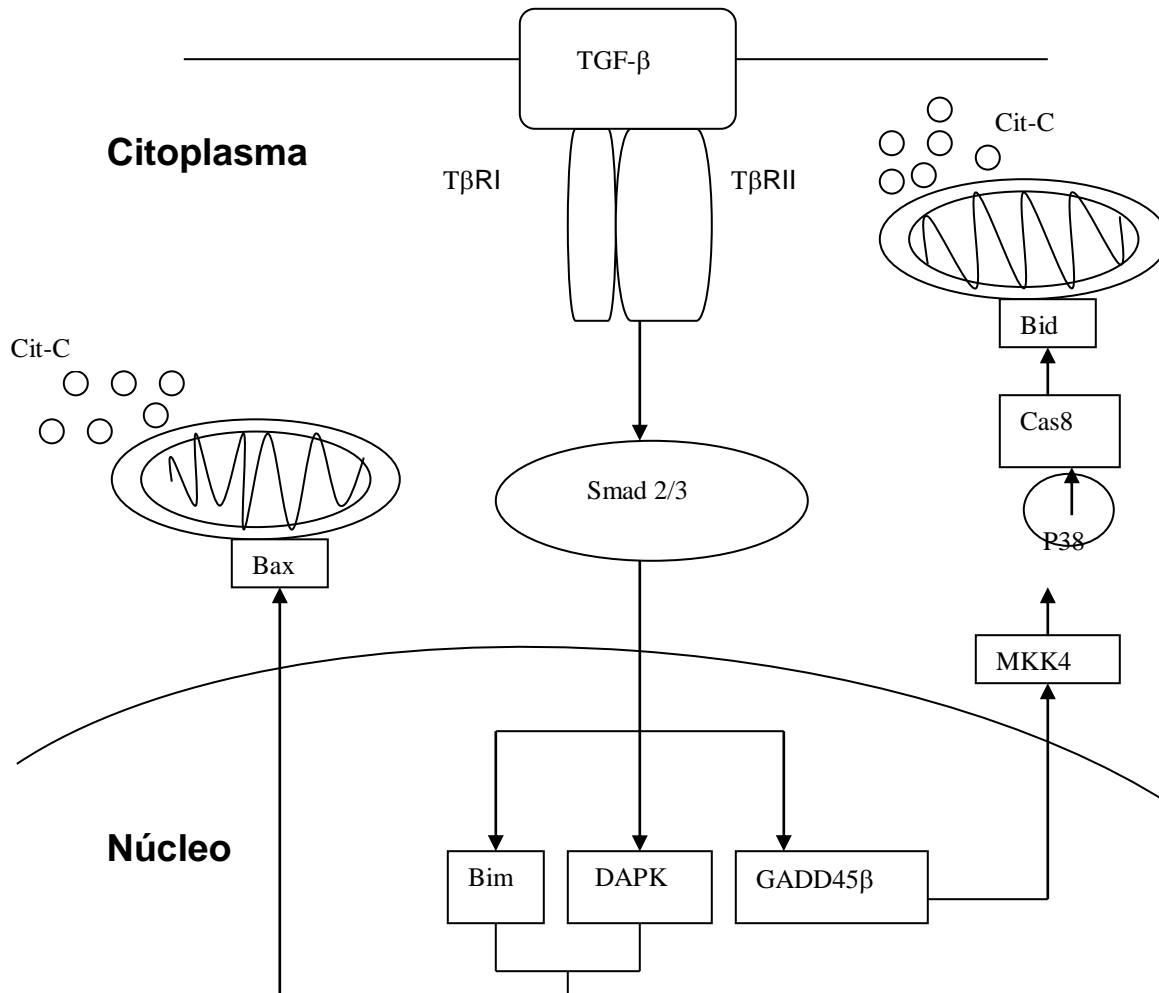 TGF-β
Cit-C
Citoplasma
TβRI
TβRII
Bid
Cit-C
Cas8
Smad 2/3
P38
Bax
MKK4
Núcleo
Bim
DAPK
GADD45β